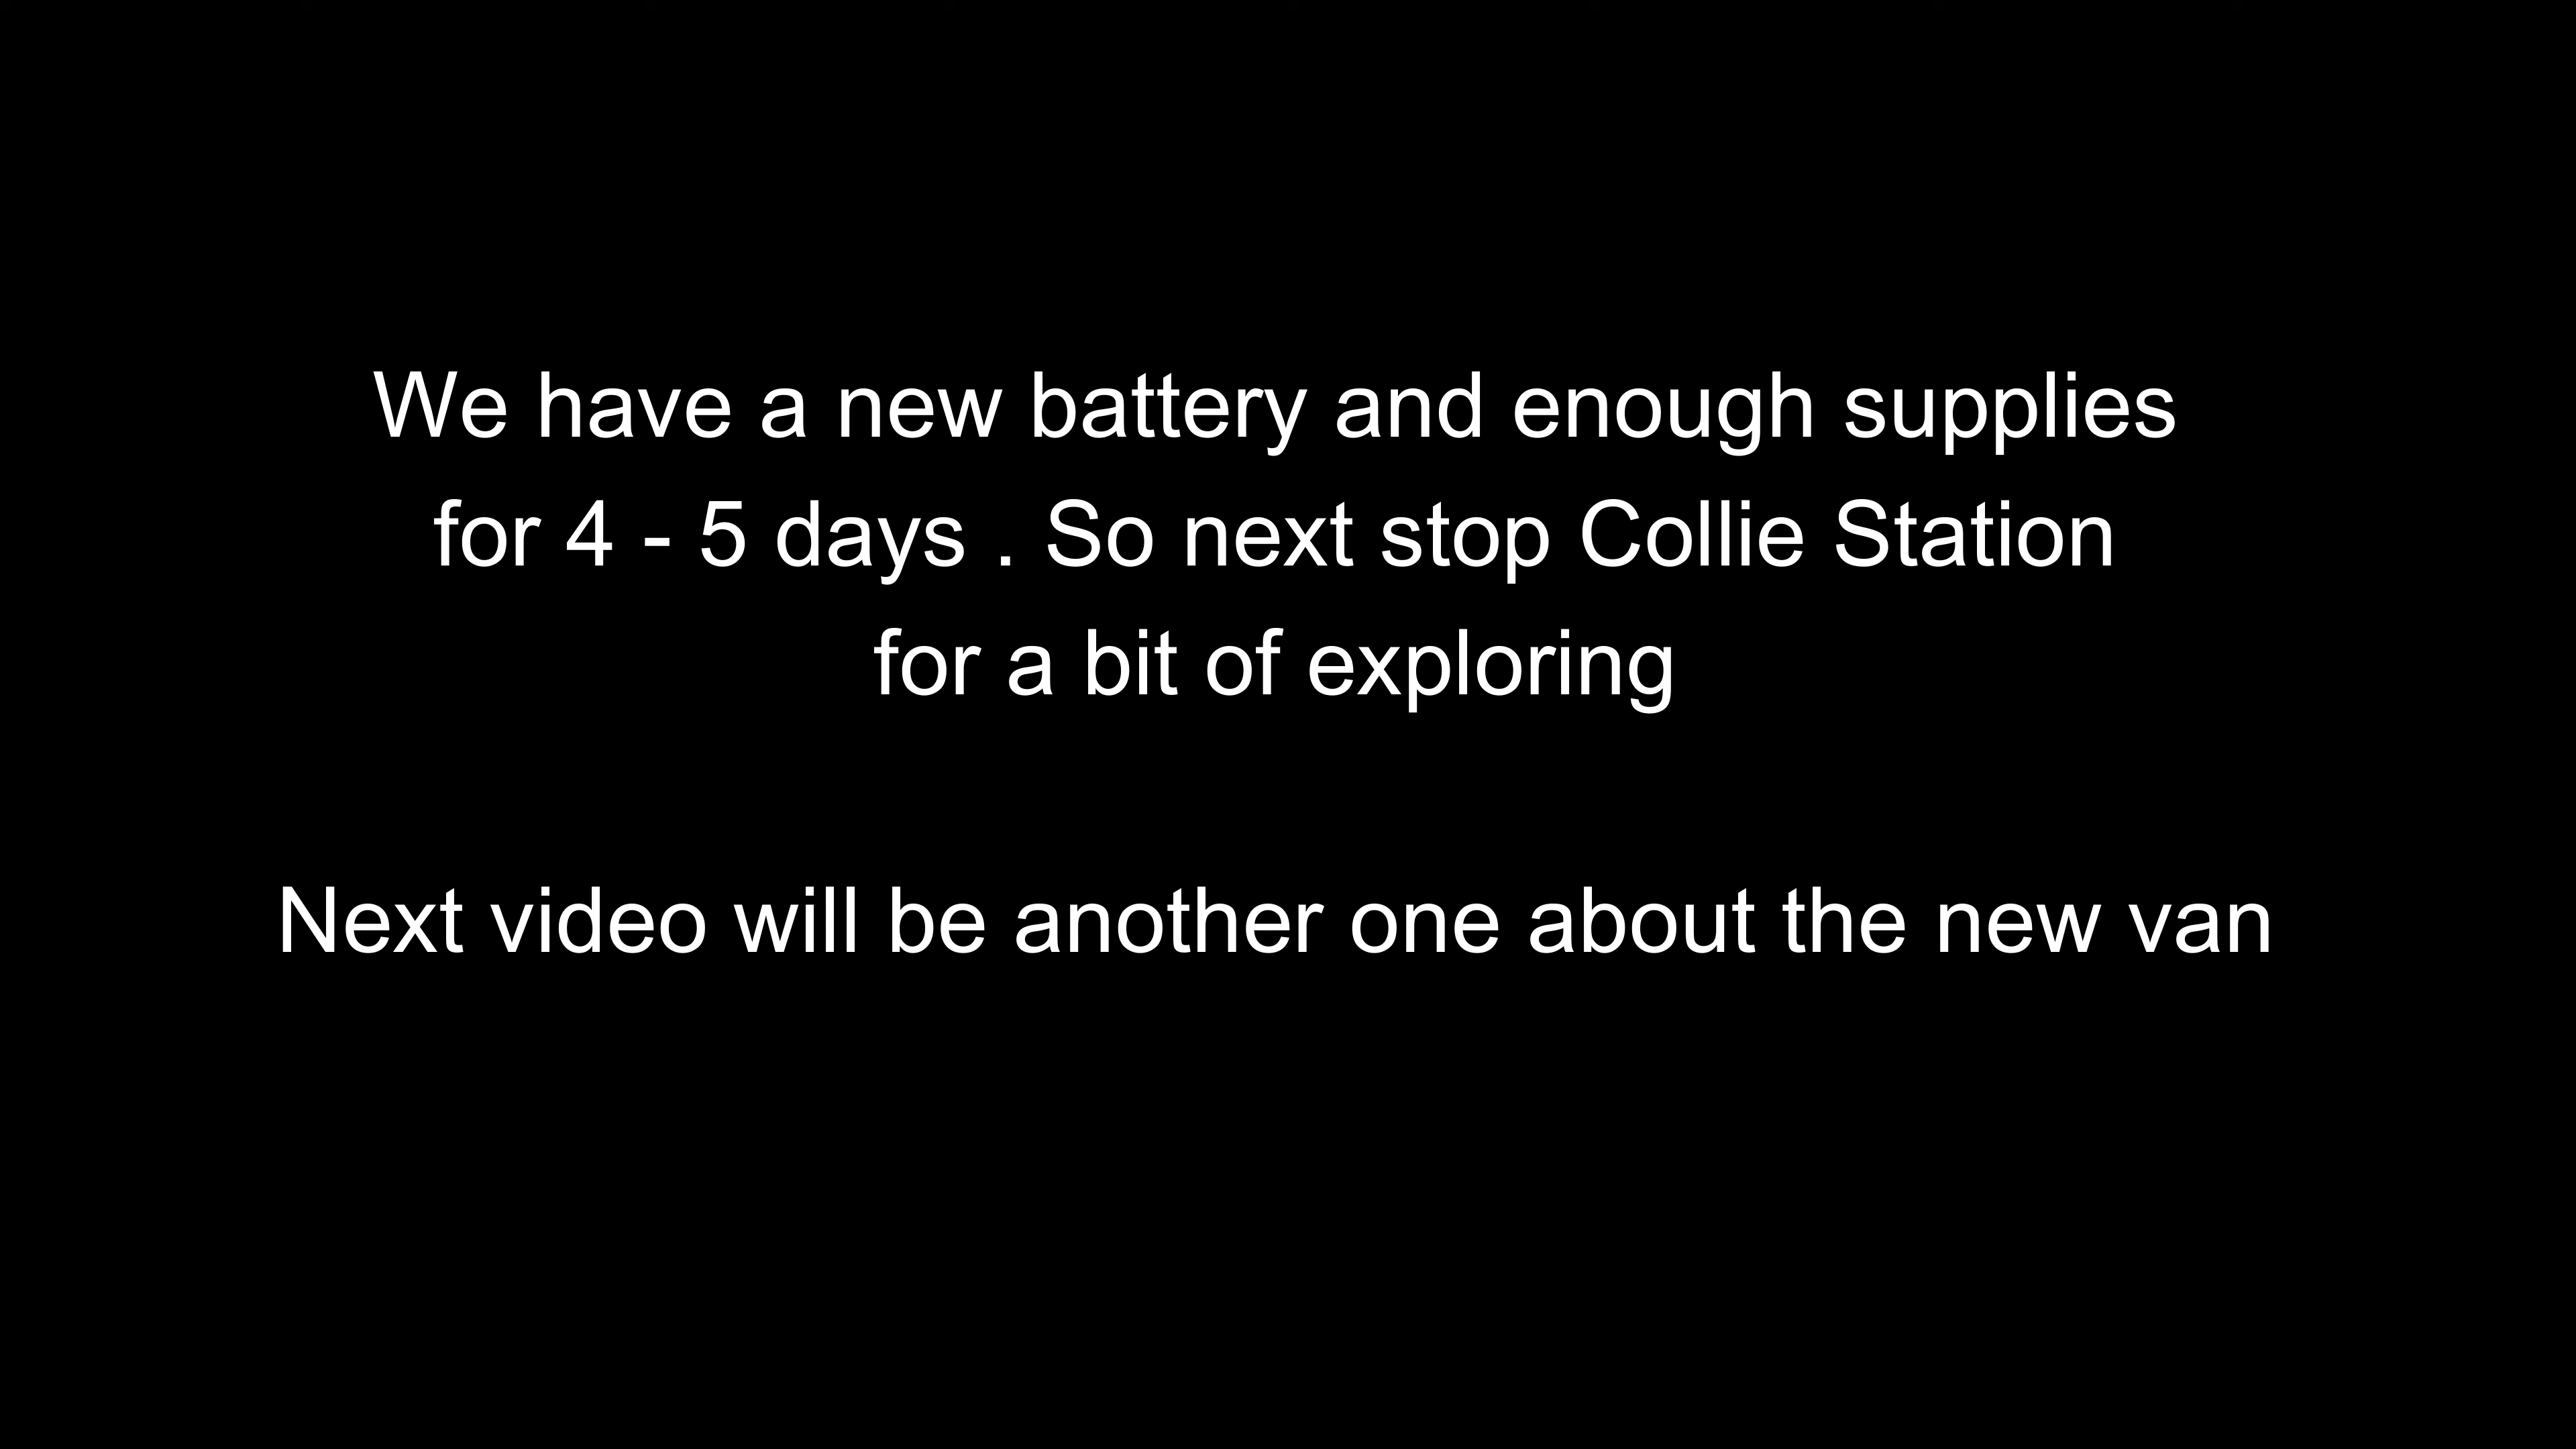 We have a new battery and enough supplies
for 4 - 5 days . So next stop Collie Station
for a bit of exploring
Next video will be another one about the new van